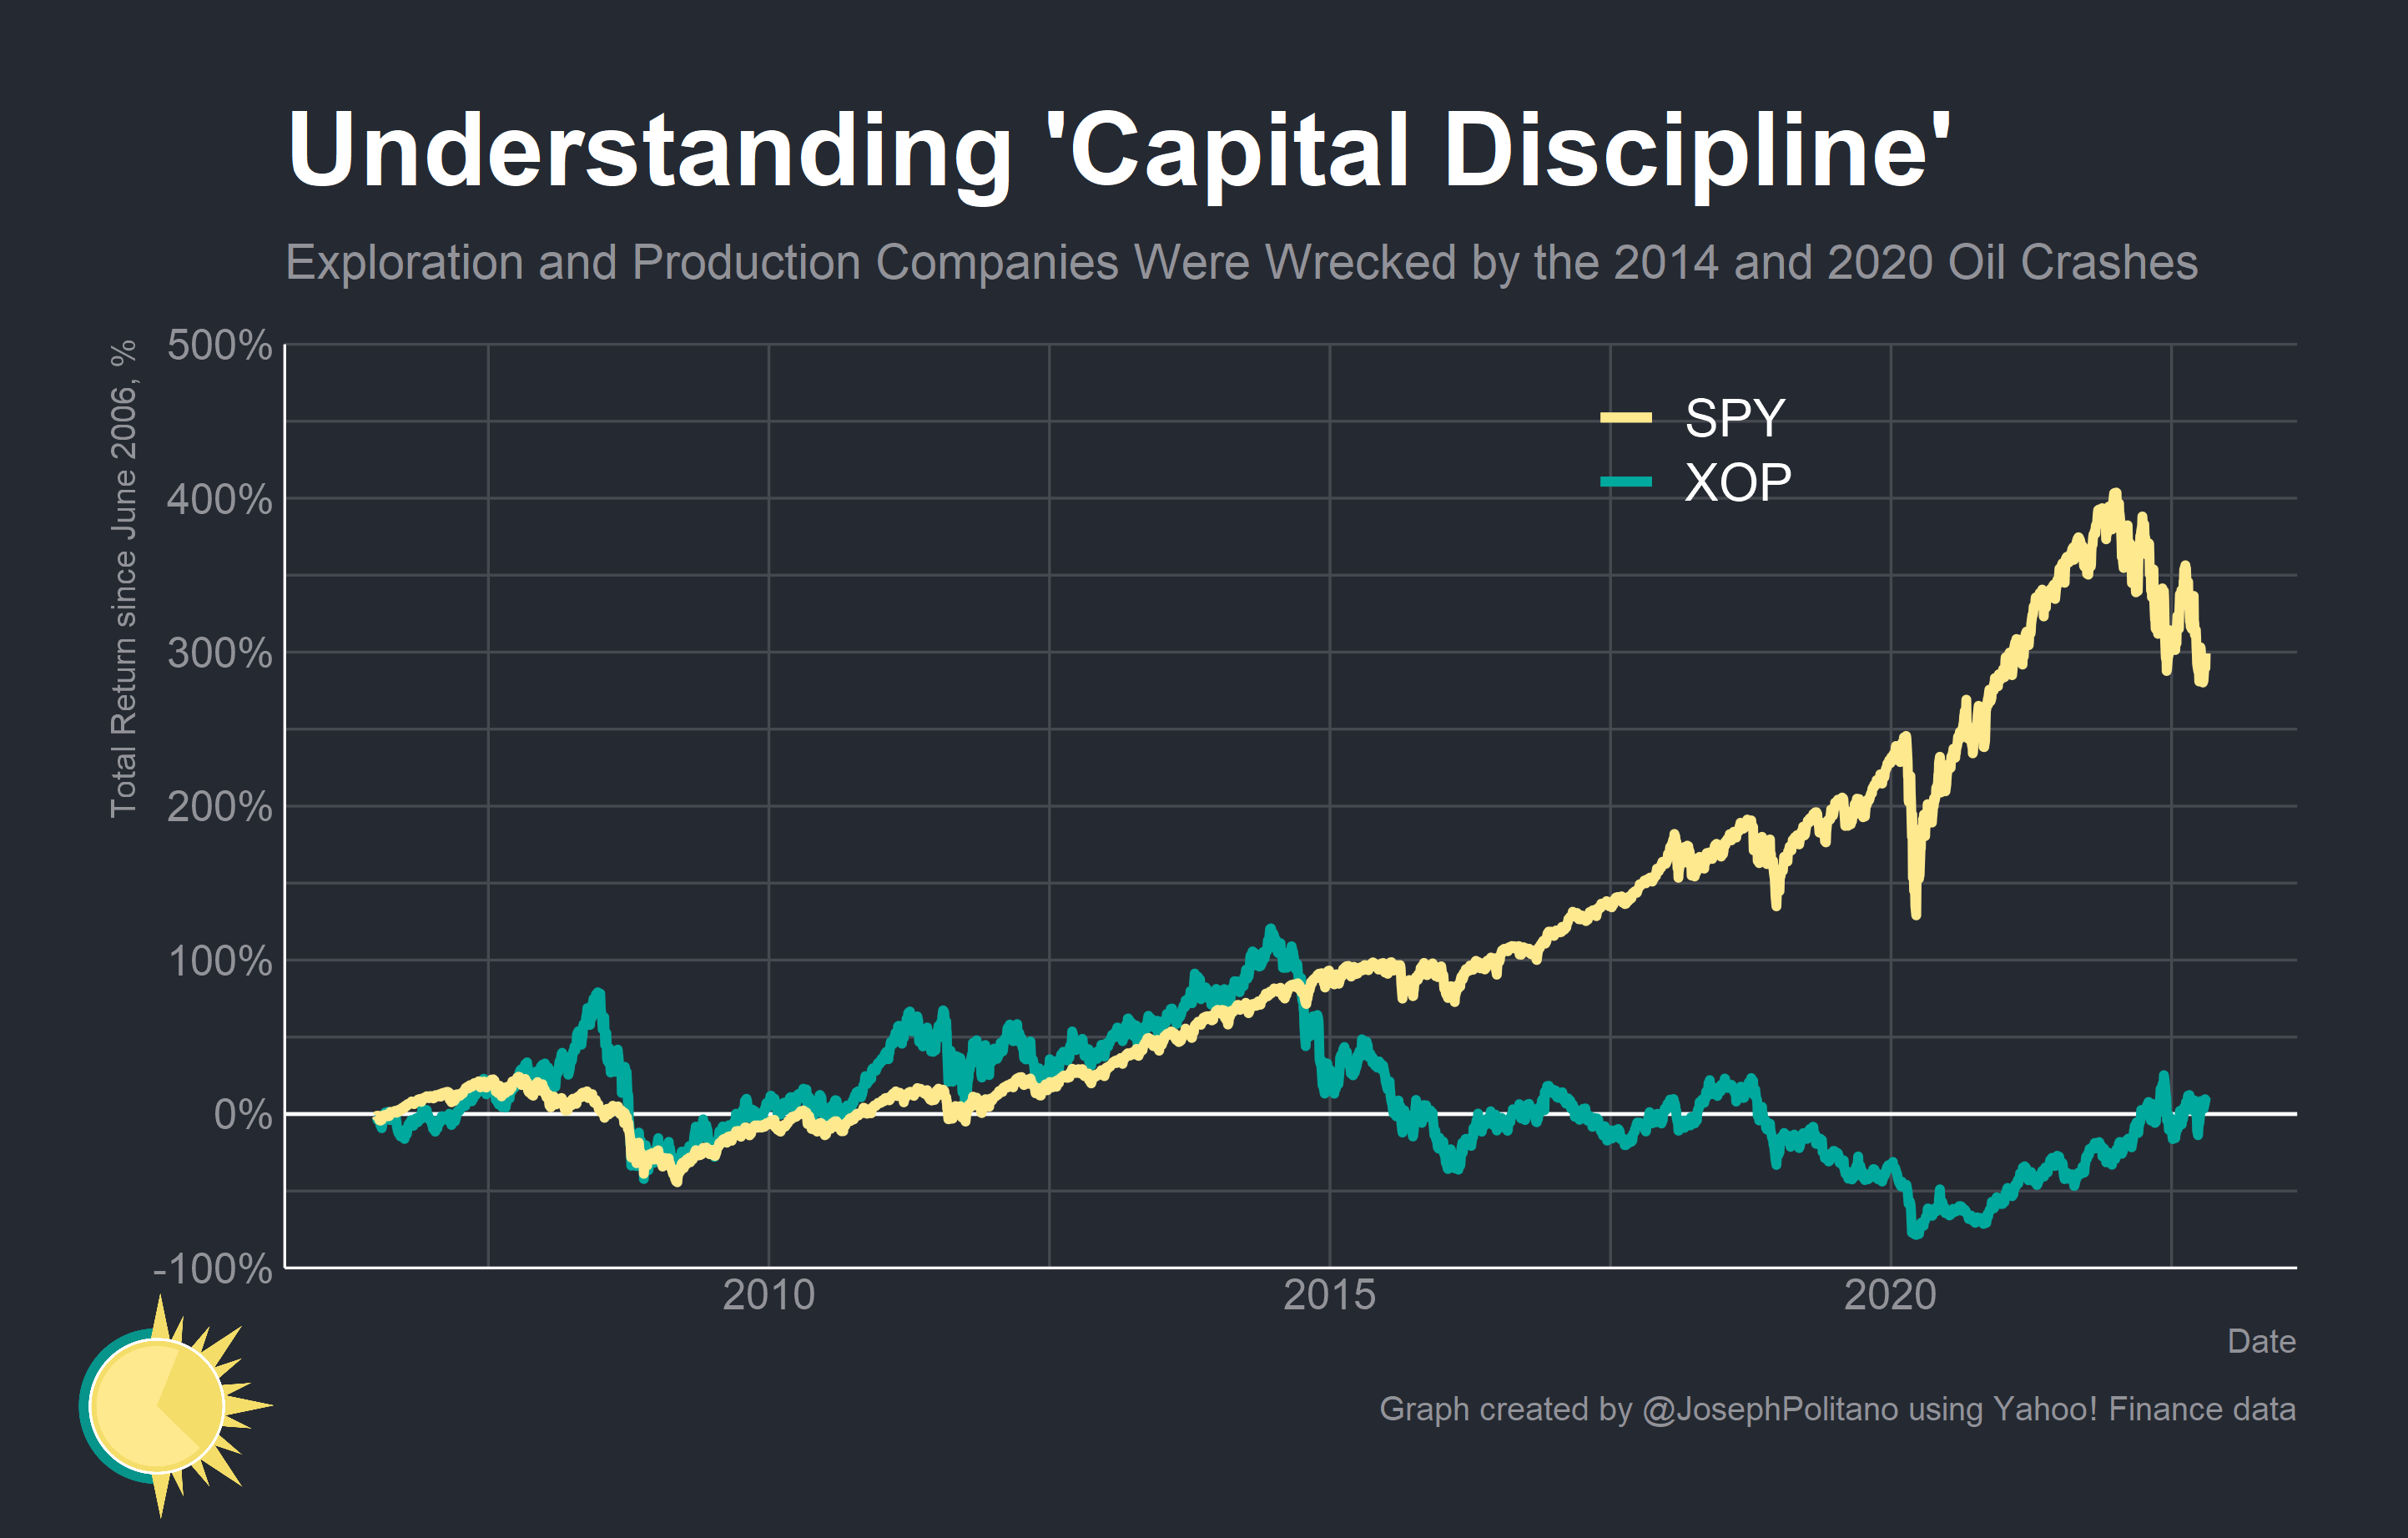 Understanding 'Capital Discipline'
Exploration and Production Companies Were Wrecked by the 2014 and 2020 Oil Crashes
Total Return since June 2006, %
500%
400%
300%
200%
100%
0%
-100%
SPY
XOP
2010
2015
2020
Date
Graph created by @JosephPolitano using Yahoo! Finance data